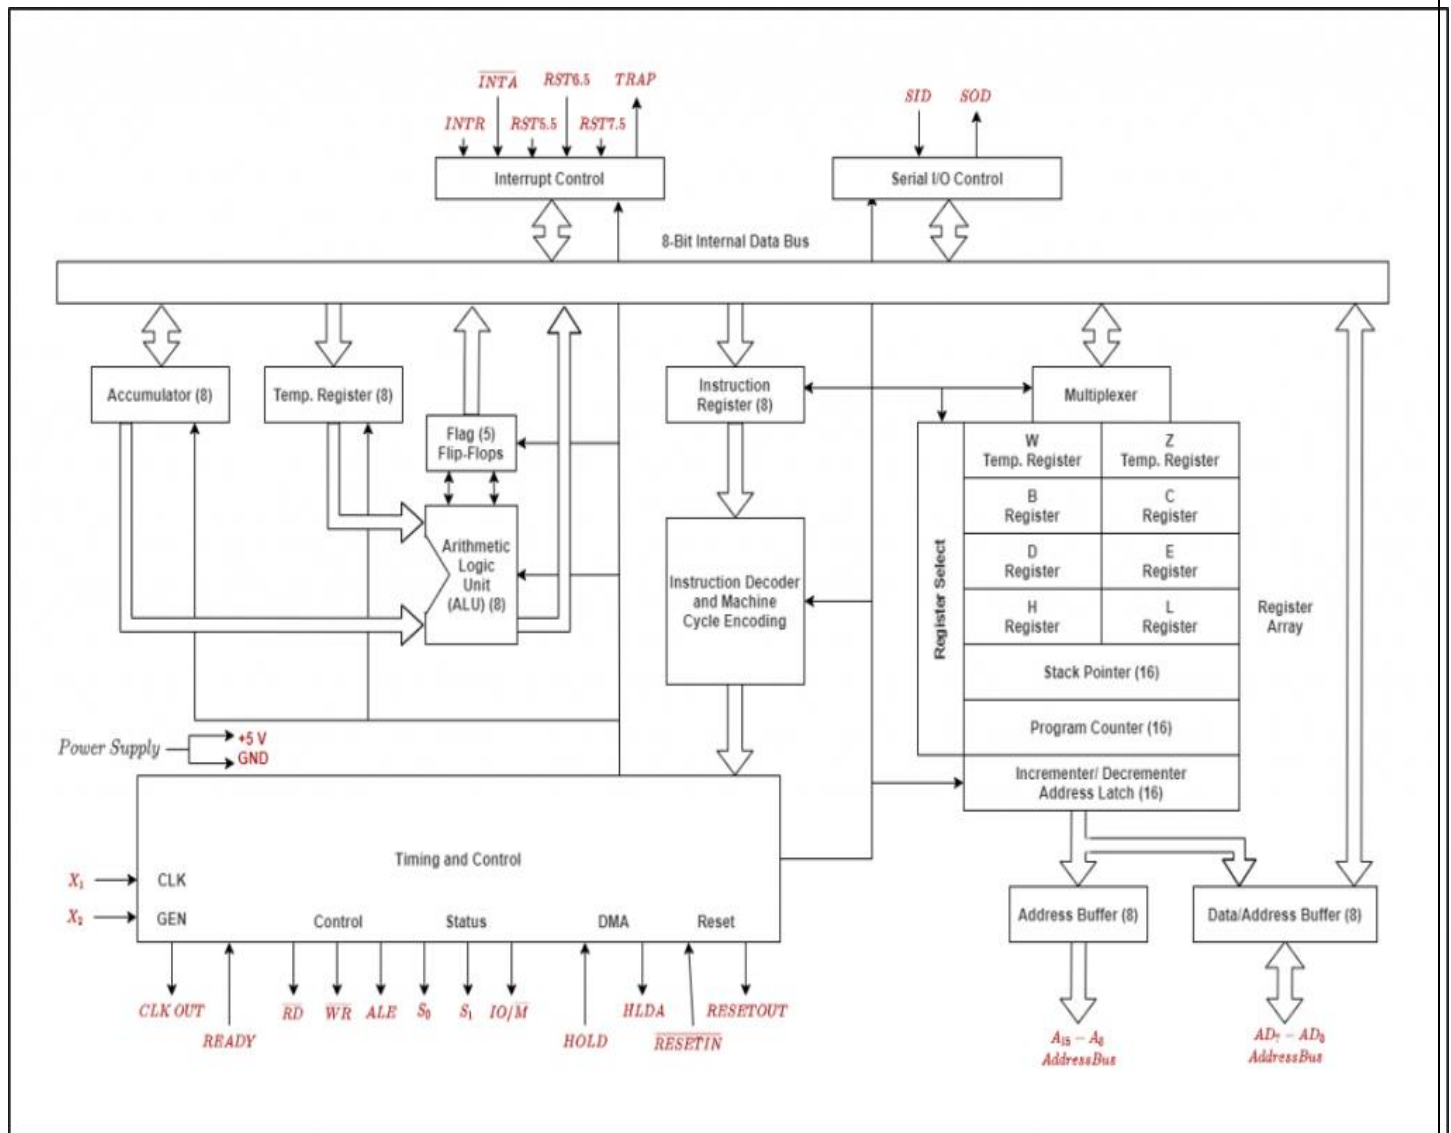 INTA RST6.5 TRAP
SID SOD
INTR RST5.5 RST7.5
Interrupt Control
Serial I/O Control
8-Bit Internal Data Bus
Accumulator (8)
Temp. Register (8)
Instruction
Register (8)
Multiplexer
Flag (5)
Flip-Flops
W
Temp. Register
Z
Temp. Register
B
Register
C
Register
Arithmetic
Logic
Unit
(ALU) (8)
Instruction Decoder
and Machine
Cycle Encoding
Register Select
D
Register
E
Register
H
Register
L
Register
Register
Array
Stack Pointer (16)
Program Counter (16)
Incrementer/ Decrementer
Address Latch (16)
Power Supply
+5 V
GND
Timing and Control
X₁ CLK
X₂ GEN
Control Status DMA Reset
Address Buffer (8)
Data/Address Buffer (8)
CLK OUT
READY
RD WR ALE S₀ S₁ IO/M
HOLD
HLDA
RESETIN
RESETOUT
A₁₅ − A₈
AddressBus
AD₇ − AD₀
AddressBus